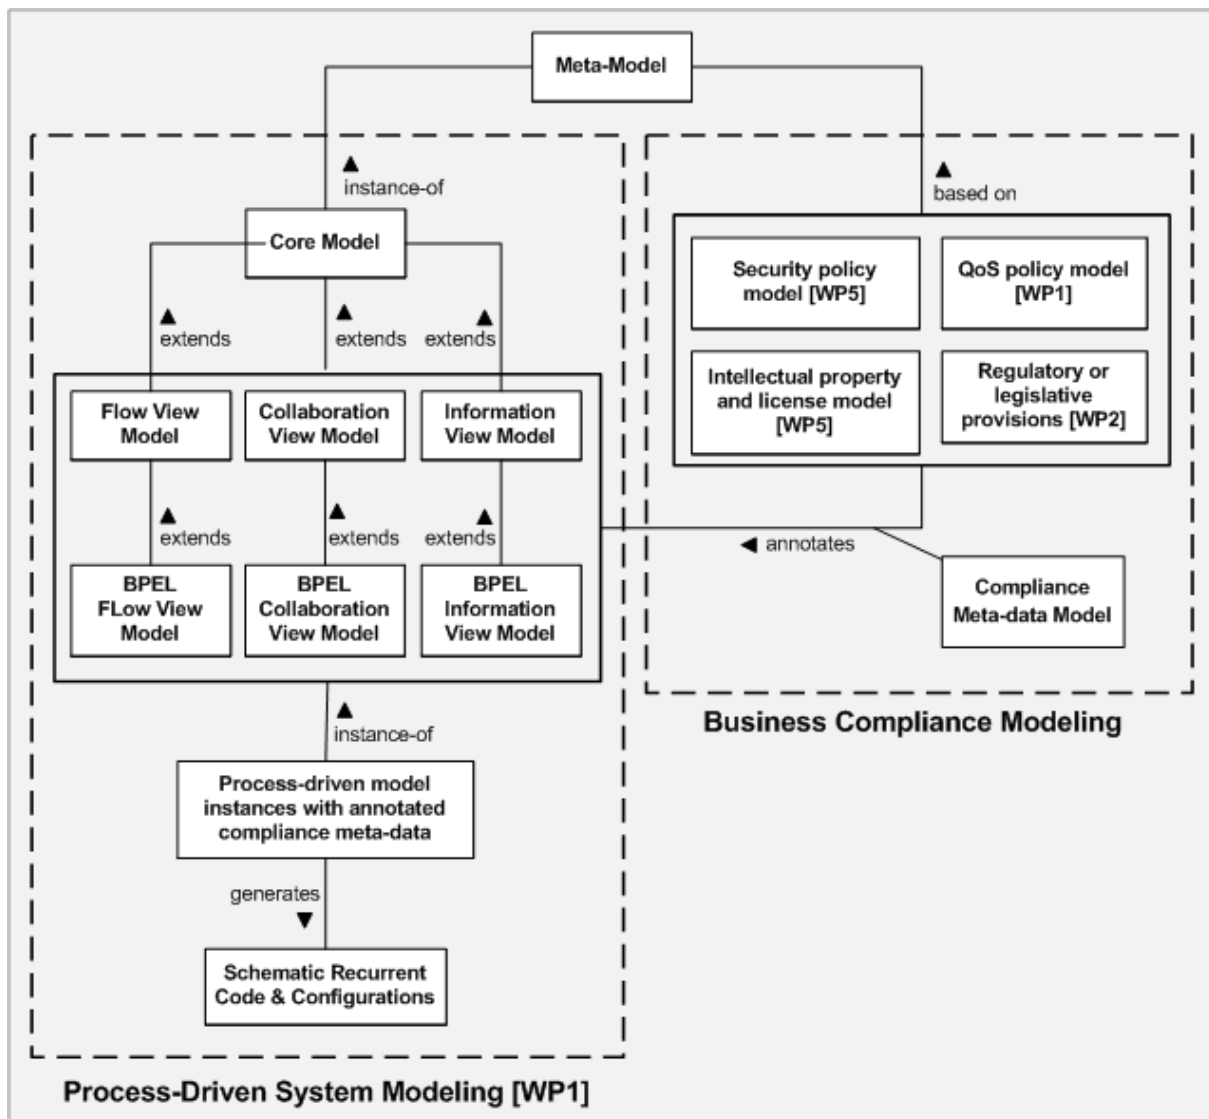 Meta-Model
instance-of
based on
Core Model
extends
extends
extends
Flow View
Model
Collaboration
View Model
Information
View Model
extends
extends
extends
BPEL
FLow View
Model
BPEL
Collaboration
View Model
BPEL
Information
View Model
instance-of
Process-driven model
instances with annotated
compliance meta-data
generates
Schematic Recurrent
Code & Configurations
Process-Driven System Modeling [WP1]
Security policy
model [WP5]
QoS policy model
[WP1]
Intellectual property
and license model
[WP5]
Regulatory or
legislative
provisions [WP2]
annotates
Compliance
Meta-data Model
Business Compliance Modeling